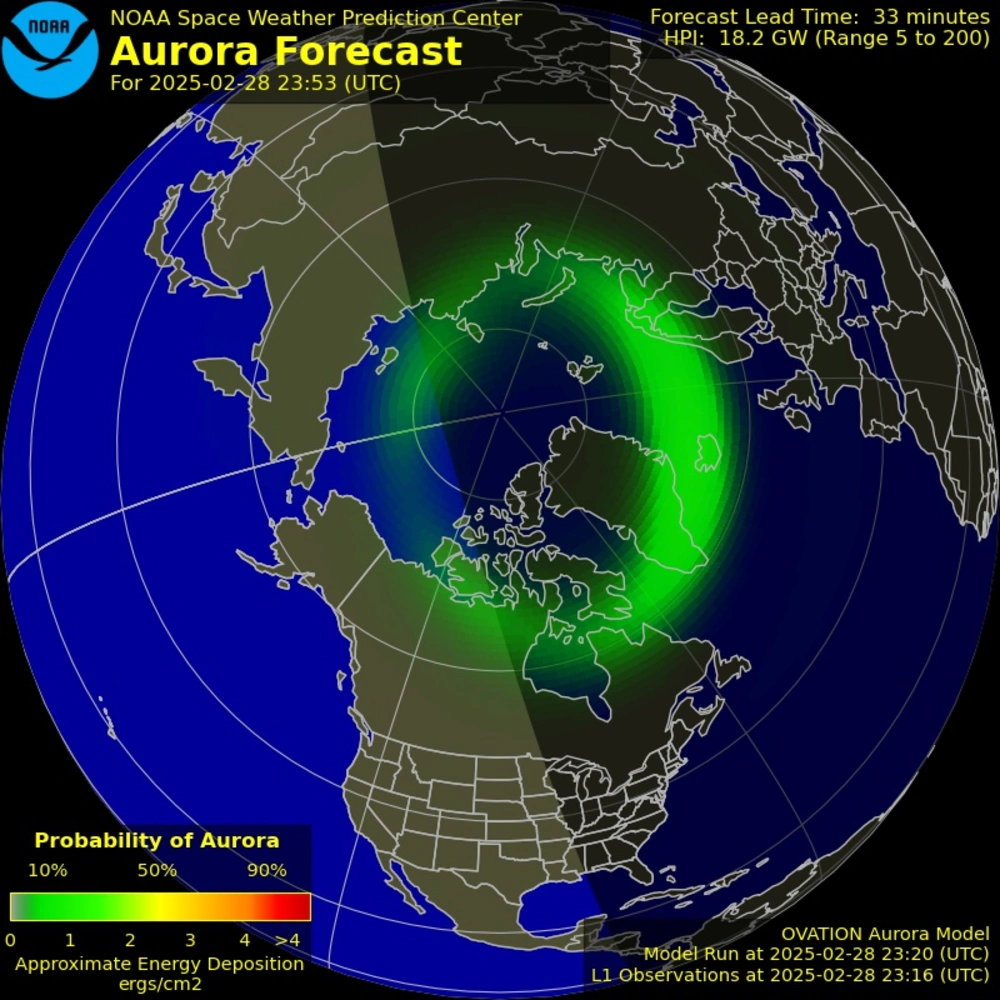 NOAA
NOAA Space Weather Prediction Center
Aurora Forecast
For 2025-02-28 23:53 (UTC)
Forecast Lead Time: 33 minutes
HPI: 18.2 GW (Range 5 to 200)
Probability of Aurora
10% 50% 90%
0 1 2 3 4 >4
Approximate Energy Deposition
ergs/cm2
OVATION Aurora Model
Model Run at 2025-02-28 23:20 (UTC)
L1 Observations at 2025-02-28 23:16 (UTC)